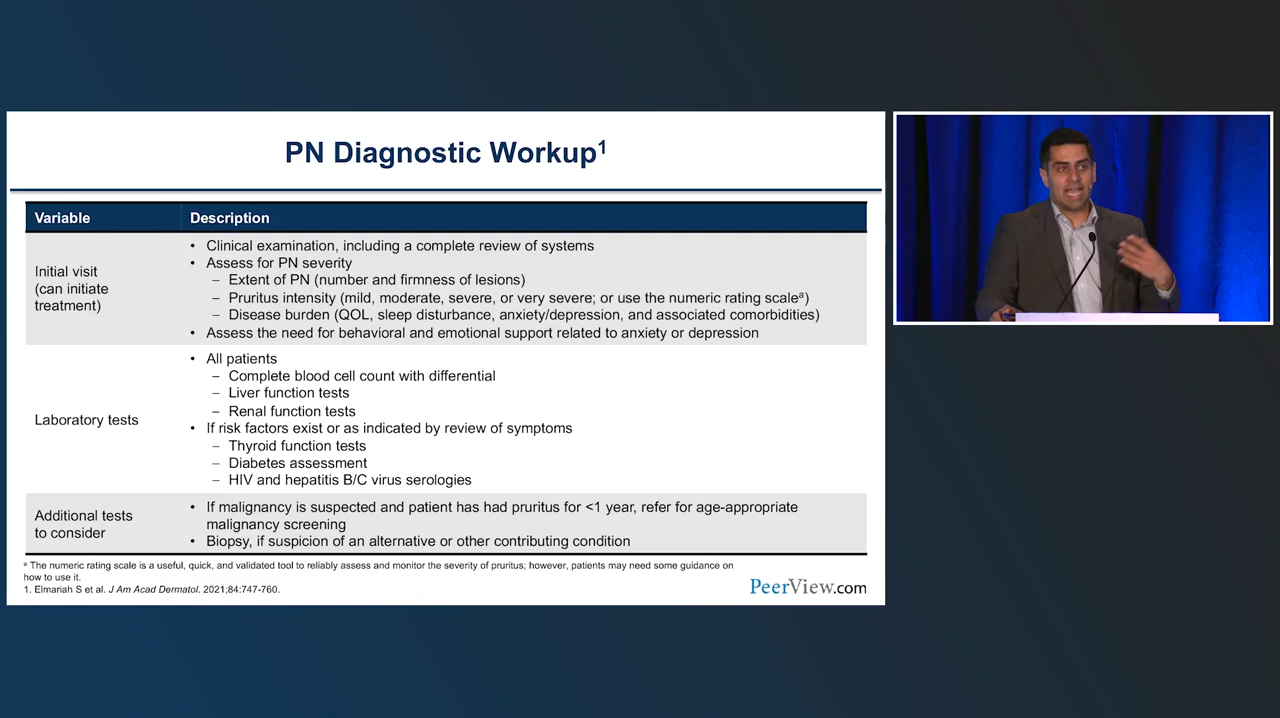 PN Diagnostic Workup1
Variable
Description
Initial visit
(can initiate
treatment)
• Clinical examination, including a complete review of systems
• Assess for PN severity
– Extent of PN (number and firmness of lesions)
– Pruritus intensity (mild, moderate, severe, or very severe; or use the numeric rating scalea)
– Disease burden (QOL, sleep disturbance, anxiety/depression, and associated comorbidities)
• Assess the need for behavioral and emotional support related to anxiety or depression
Laboratory tests
• All patients
– Complete blood cell count with differential
– Liver function tests
– Renal function tests
• If risk factors exist or as indicated by review of symptoms
– Thyroid function tests
– Diabetes assessment
– HIV and hepatitis B/C virus serologies
Additional tests
to consider
• If malignancy is suspected and patient has had pruritus for <1 year, refer for age-appropriate
malignancy screening
• Biopsy, if suspicion of an alternative or other contributing condition
a The numeric rating scale is a useful, quick, and validated tool to reliably assess and monitor the severity of pruritus; however, patients may need some guidance on
how to use it.
1. Elmariah S et al. J Am Acad Dermatol. 2021;84:747-760.
PeerView.com